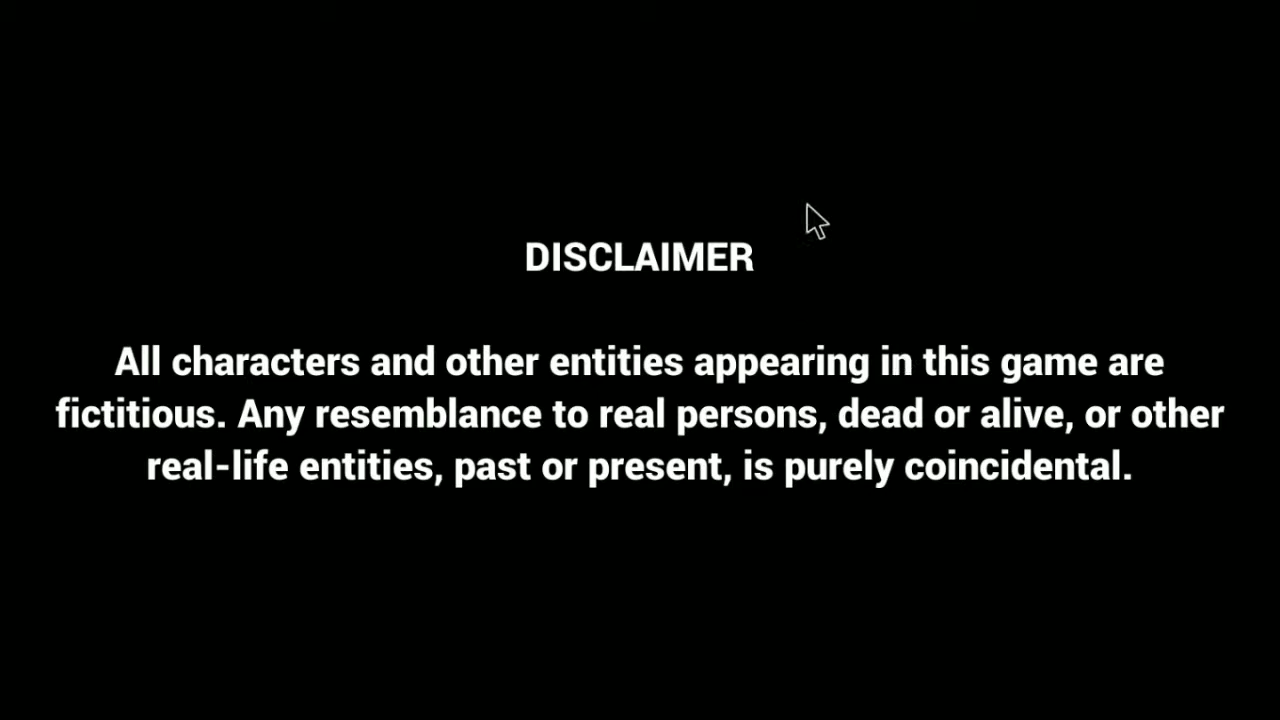 DISCLAIMER
All characters and other entities appearing in this game are
fictitious. Any resemblance to real persons, dead or alive, or other
real-life entities, past or present, is purely coincidental.